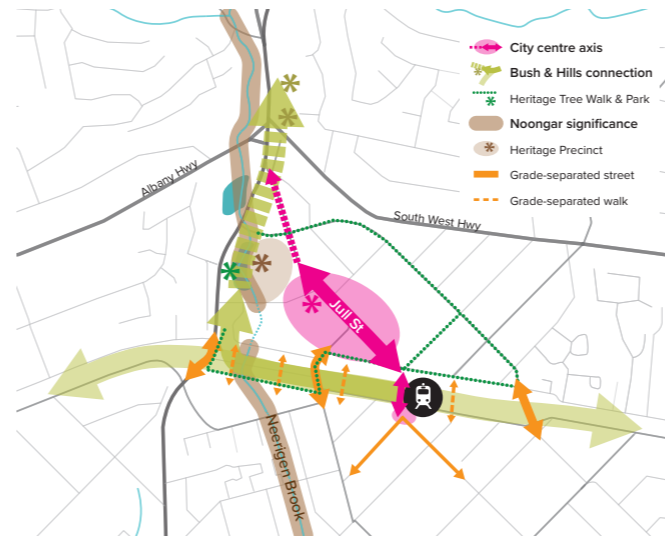 City centre axis
Bush & Hills connection
Heritage Tree Walk & Park
Noongar significance
Heritage Precinct
Grade-separated street
Grade-separated walk
Albany Hwy
South West Hwy
Jull St
Neerigen Brook